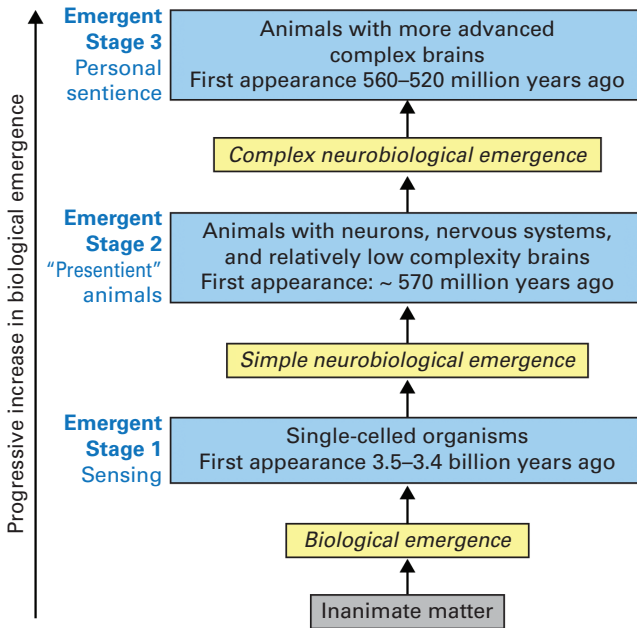 Emergent
Stage 3
Personal
sentience
Animals with more advanced
complex brains
First appearance 560–520 million years ago
Complex neurobiological emergence
Emergent
Stage 2
"Presentient"
animals
Animals with neurons, nervous systems,
and relatively low complexity brains
First appearance: ~ 570 million years ago
Simple neurobiological emergence
Emergent
Stage 1
Sensing
Single-celled organisms
First appearance 3.5–3.4 billion years ago
Biological emergence
Inanimate matter
Progressive increase in biological emergence